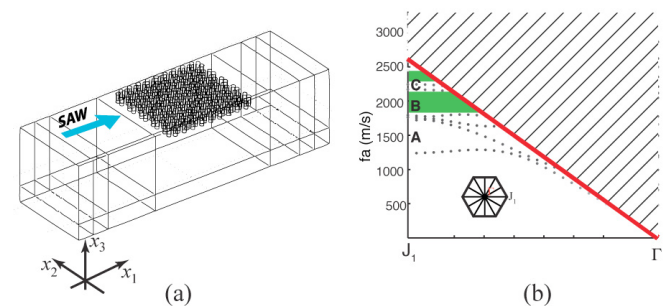 SAW
x₃
x₂
x₁
(a)
(b)
3000
2500
2000
1500
1000
500
fa (m/s)
C
B
A
J₁
J₁
Γ